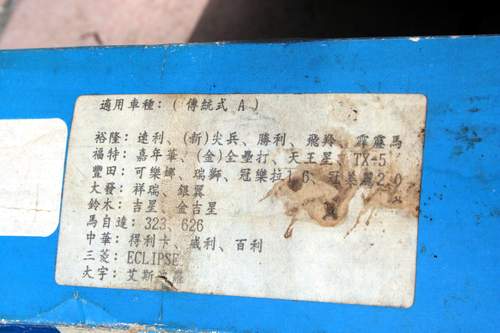 適用車種：（傳統式 A）
裕隆：速利、(新)尖兵、勝利、飛羚、霹靂馬
福特：嘉年華、(金)全壘打、天王星、TX-5
豐田：可樂娜、瑞獅、冠樂拉1.6、冠美麗2.0
大發：祥瑞、銀翼
鈴木：吉星、金吉星
馬自達：323、626
中華：得利卡、威利、百利
三菱：ECLIPSE
大宇：艾斯